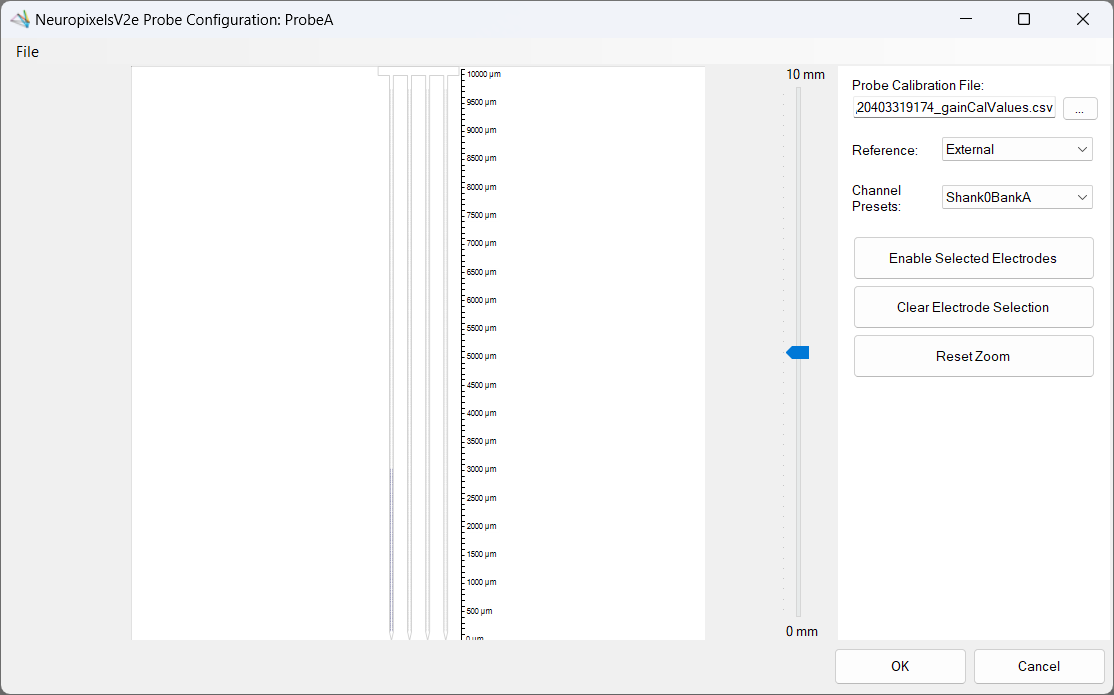 NeuropixelsV2e Probe Configuration: ProbeA
File
10000 µm
9500 µm
9000 µm
8500 µm
8000 µm
7500 µm
7000 µm
6500 µm
6000 µm
5500 µm
5000 µm
4500 µm
4000 µm
3500 µm
3000 µm
2500 µm
2000 µm
1500 µm
1000 µm
500 µm
0 µm
10 mm
0 mm
Probe Calibration File:
20403319174_gainCalValues.csv
...
Reference:
External
Channel
Presets:
Shank0BankA
Enable Selected Electrodes
Clear Electrode Selection
Reset Zoom
OK
Cancel